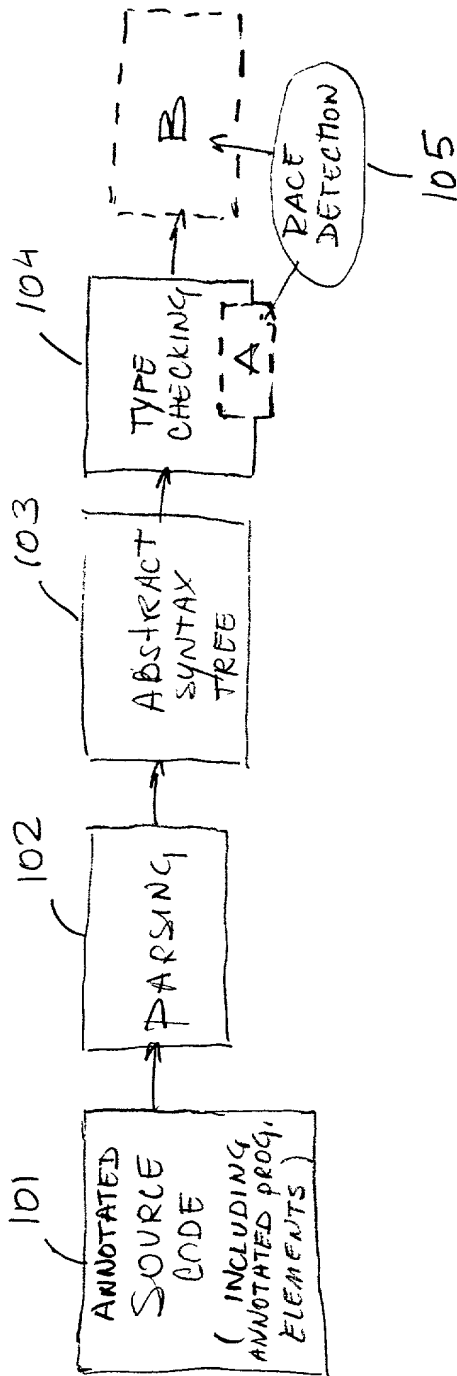 101
ANNOTATED
SOURCE
CODE
( INCLUDING
ANNOTATED PROG.
ELEMENTS )
102
PARSING
103
ABSTRACT
SYNTAX
TREE
104
TYPE
CHECKING
A
B
RACE
DETECTION
105